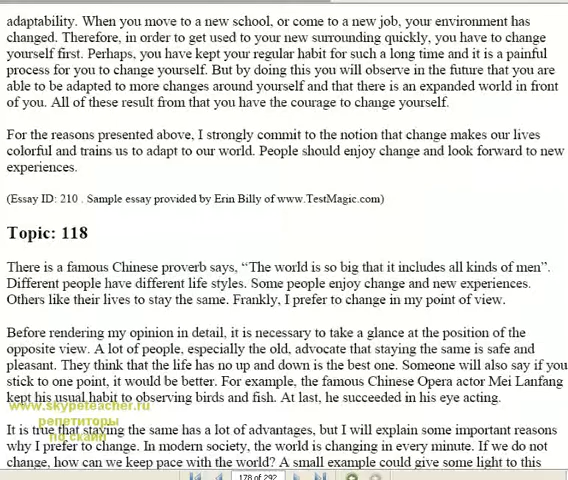 adaptability. When you move to a new school, or come to a new job, your environment has
changed. Therefore, in order to get used to your new surrounding quickly, you have to change
yourself first. Perhaps, you have kept your regular habit for such a long time and it is a painful
process for you to change yourself. But by doing this you will observe in the future that you are
able to be adapted to more changes around yourself and that there is an expanded world in front
of you. All of these result from that you have the courage to change yourself.
For the reasons presented above, I strongly commit to the notion that change makes our lives
colorful and trains us to adapt to our world. People should enjoy change and look forward to new
experiences.
(Essay ID: 210 . Sample essay provided by Erin Billy of www.TestMagic.com)
Topic: 118
There is a famous Chinese proverb says, “The world is so big that it includes all kinds of men”.
Different people have different life styles. Some people enjoy change and new experiences.
Others like their lives to stay the same. Frankly, I prefer to change in my point of view.
Before rendering my opinion in detail, it is necessary to take a glance at the position of the
opposite view. A lot of people, especially the old, advocate that staying the same is safe and
pleasant. They think that the life has no up and down is the best one. Someone will also say if you
stick to one point, it would be better. For example, the famous Chinese Opera actor Mei Lanfang
kept his usual habit to observing birds and fish. At last, he succeeded in his eye acting.
www.skypeteacher.ru
репетиторы
по скайп
It is true that staying the same has a lot of advantages, but I will explain some important reasons
why I prefer to change. In modern society, the world is changing in every minute. If we do not
change, how can we keep pace with the world? A small example could give some light to this
178 of 292